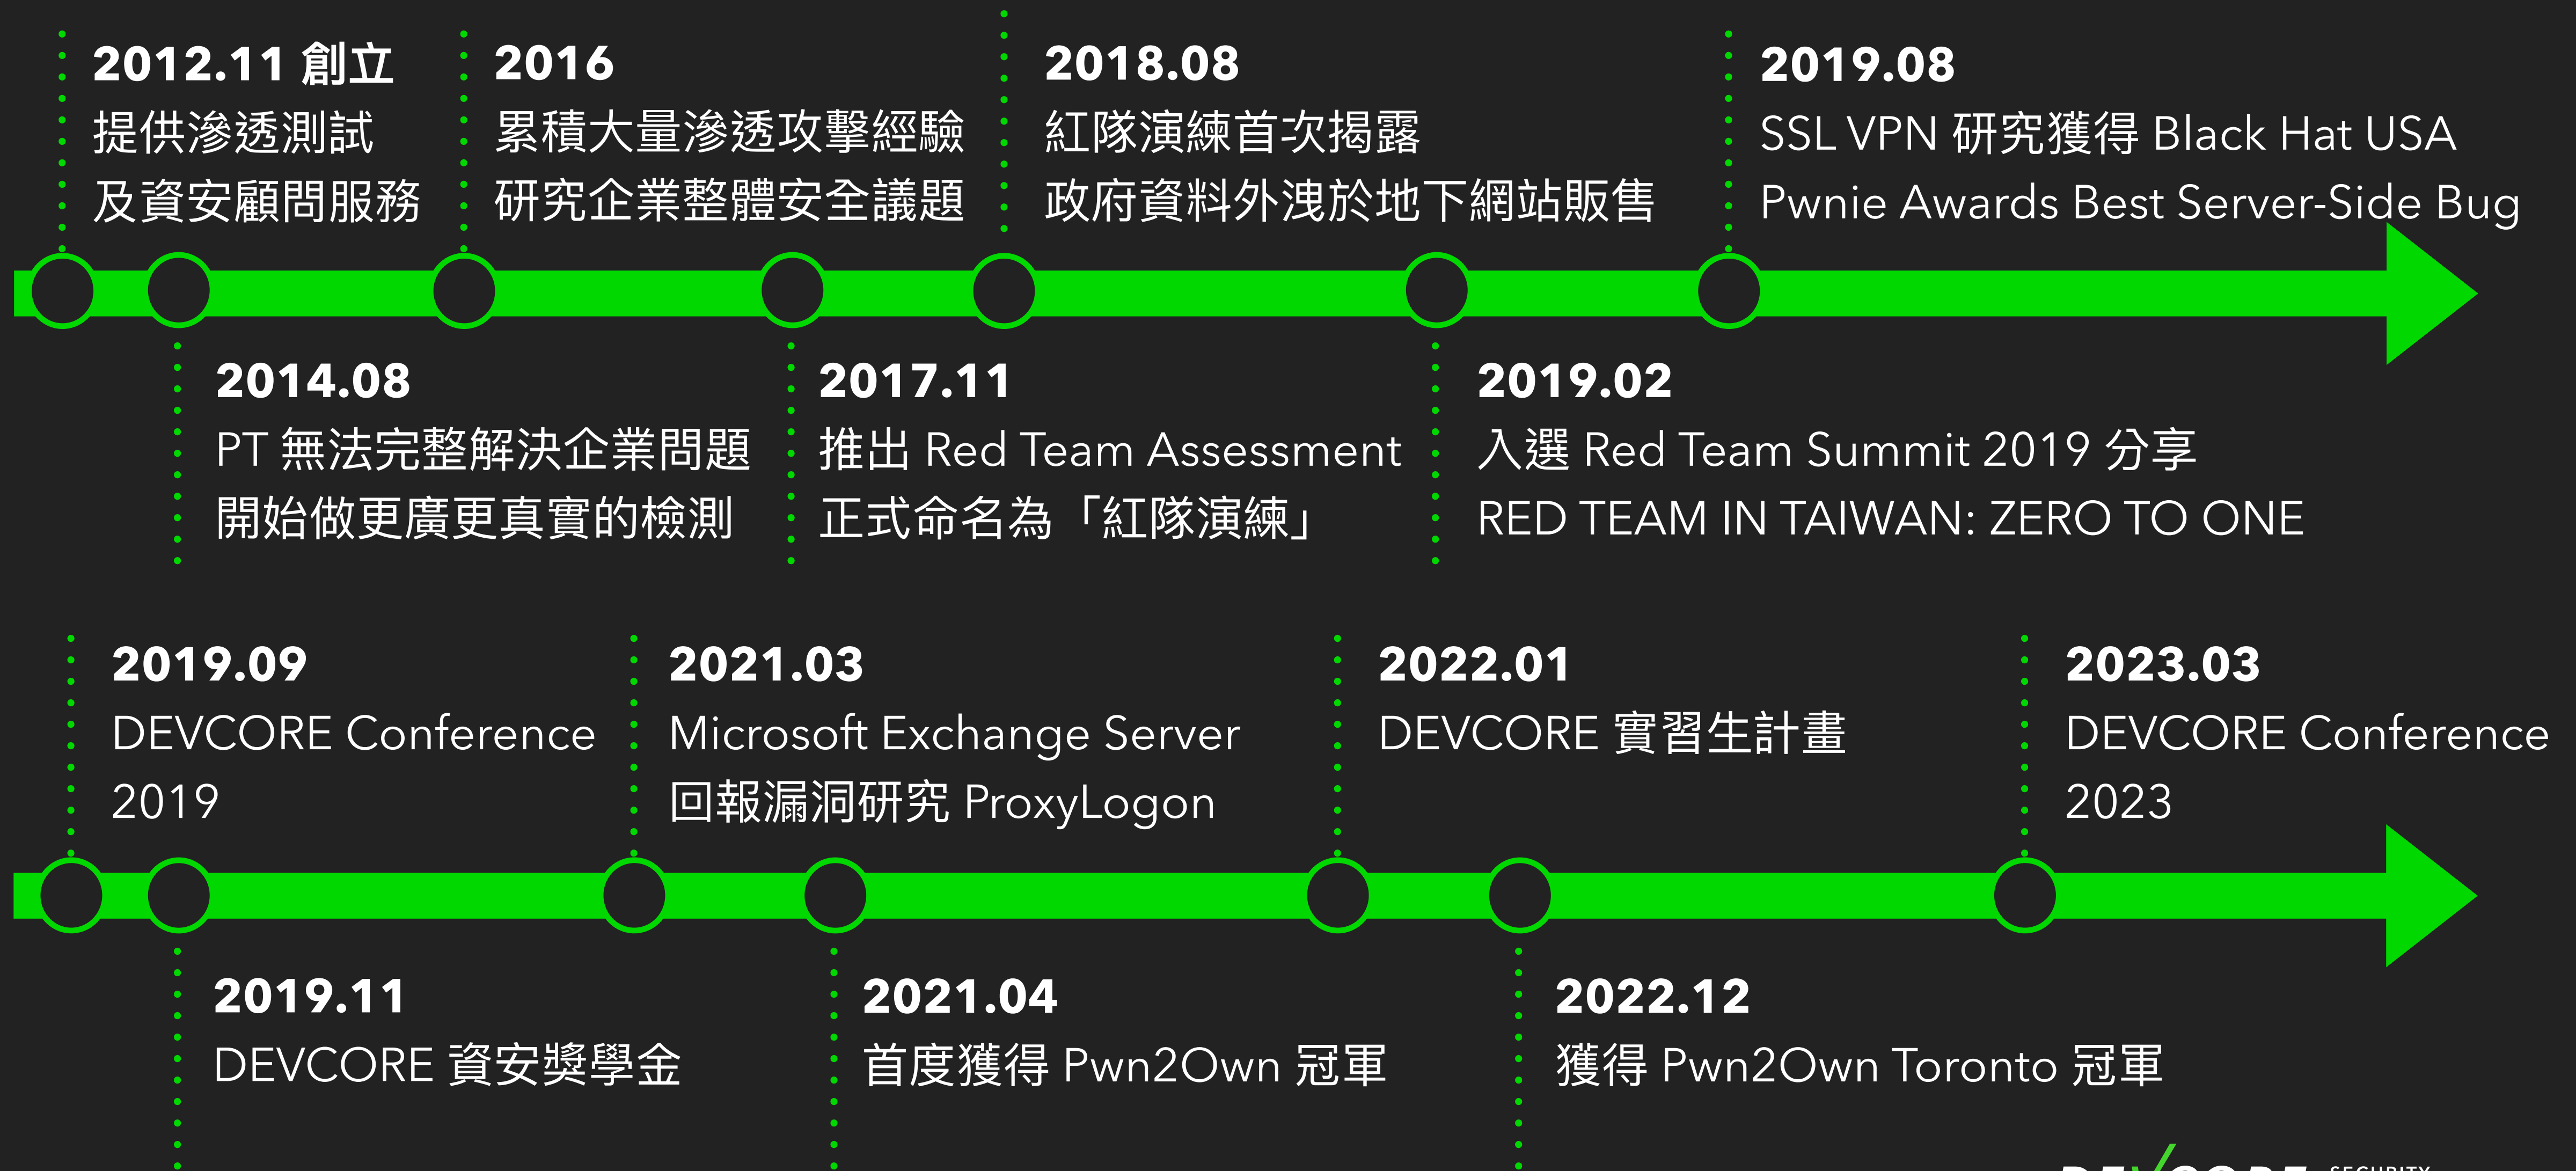 2012.11 創立
提供滲透測試
及資安顧問服務
2014.08
PT 無法完整解決企業問題
開始做更廣更真實的檢測
2016
累積大量滲透攻擊經驗
研究企業整體安全議題
2017.11
推出 Red Team Assessment
正式命名為「紅隊演練」
2018.08
紅隊演練首次揭露
政府資料外洩於地下網站販售
2019.02
入選 Red Team Summit 2019 分享
RED TEAM IN TAIWAN: ZERO TO ONE
2019.08
SSL VPN 研究獲得 Black Hat USA
Pwnie Awards Best Server-Side Bug
2019.09
DEVCORE Conference
2019
2019.11
DEVCORE 資安獎學金
2021.03
Microsoft Exchange Server
回報漏洞研究 ProxyLogon
2021.04
首度獲得 Pwn2Own 冠軍
2022.01
DEVCORE 實習生計畫
2022.12
獲得 Pwn2Own Toronto 冠軍
2023.03
DEVCORE Conference
2023